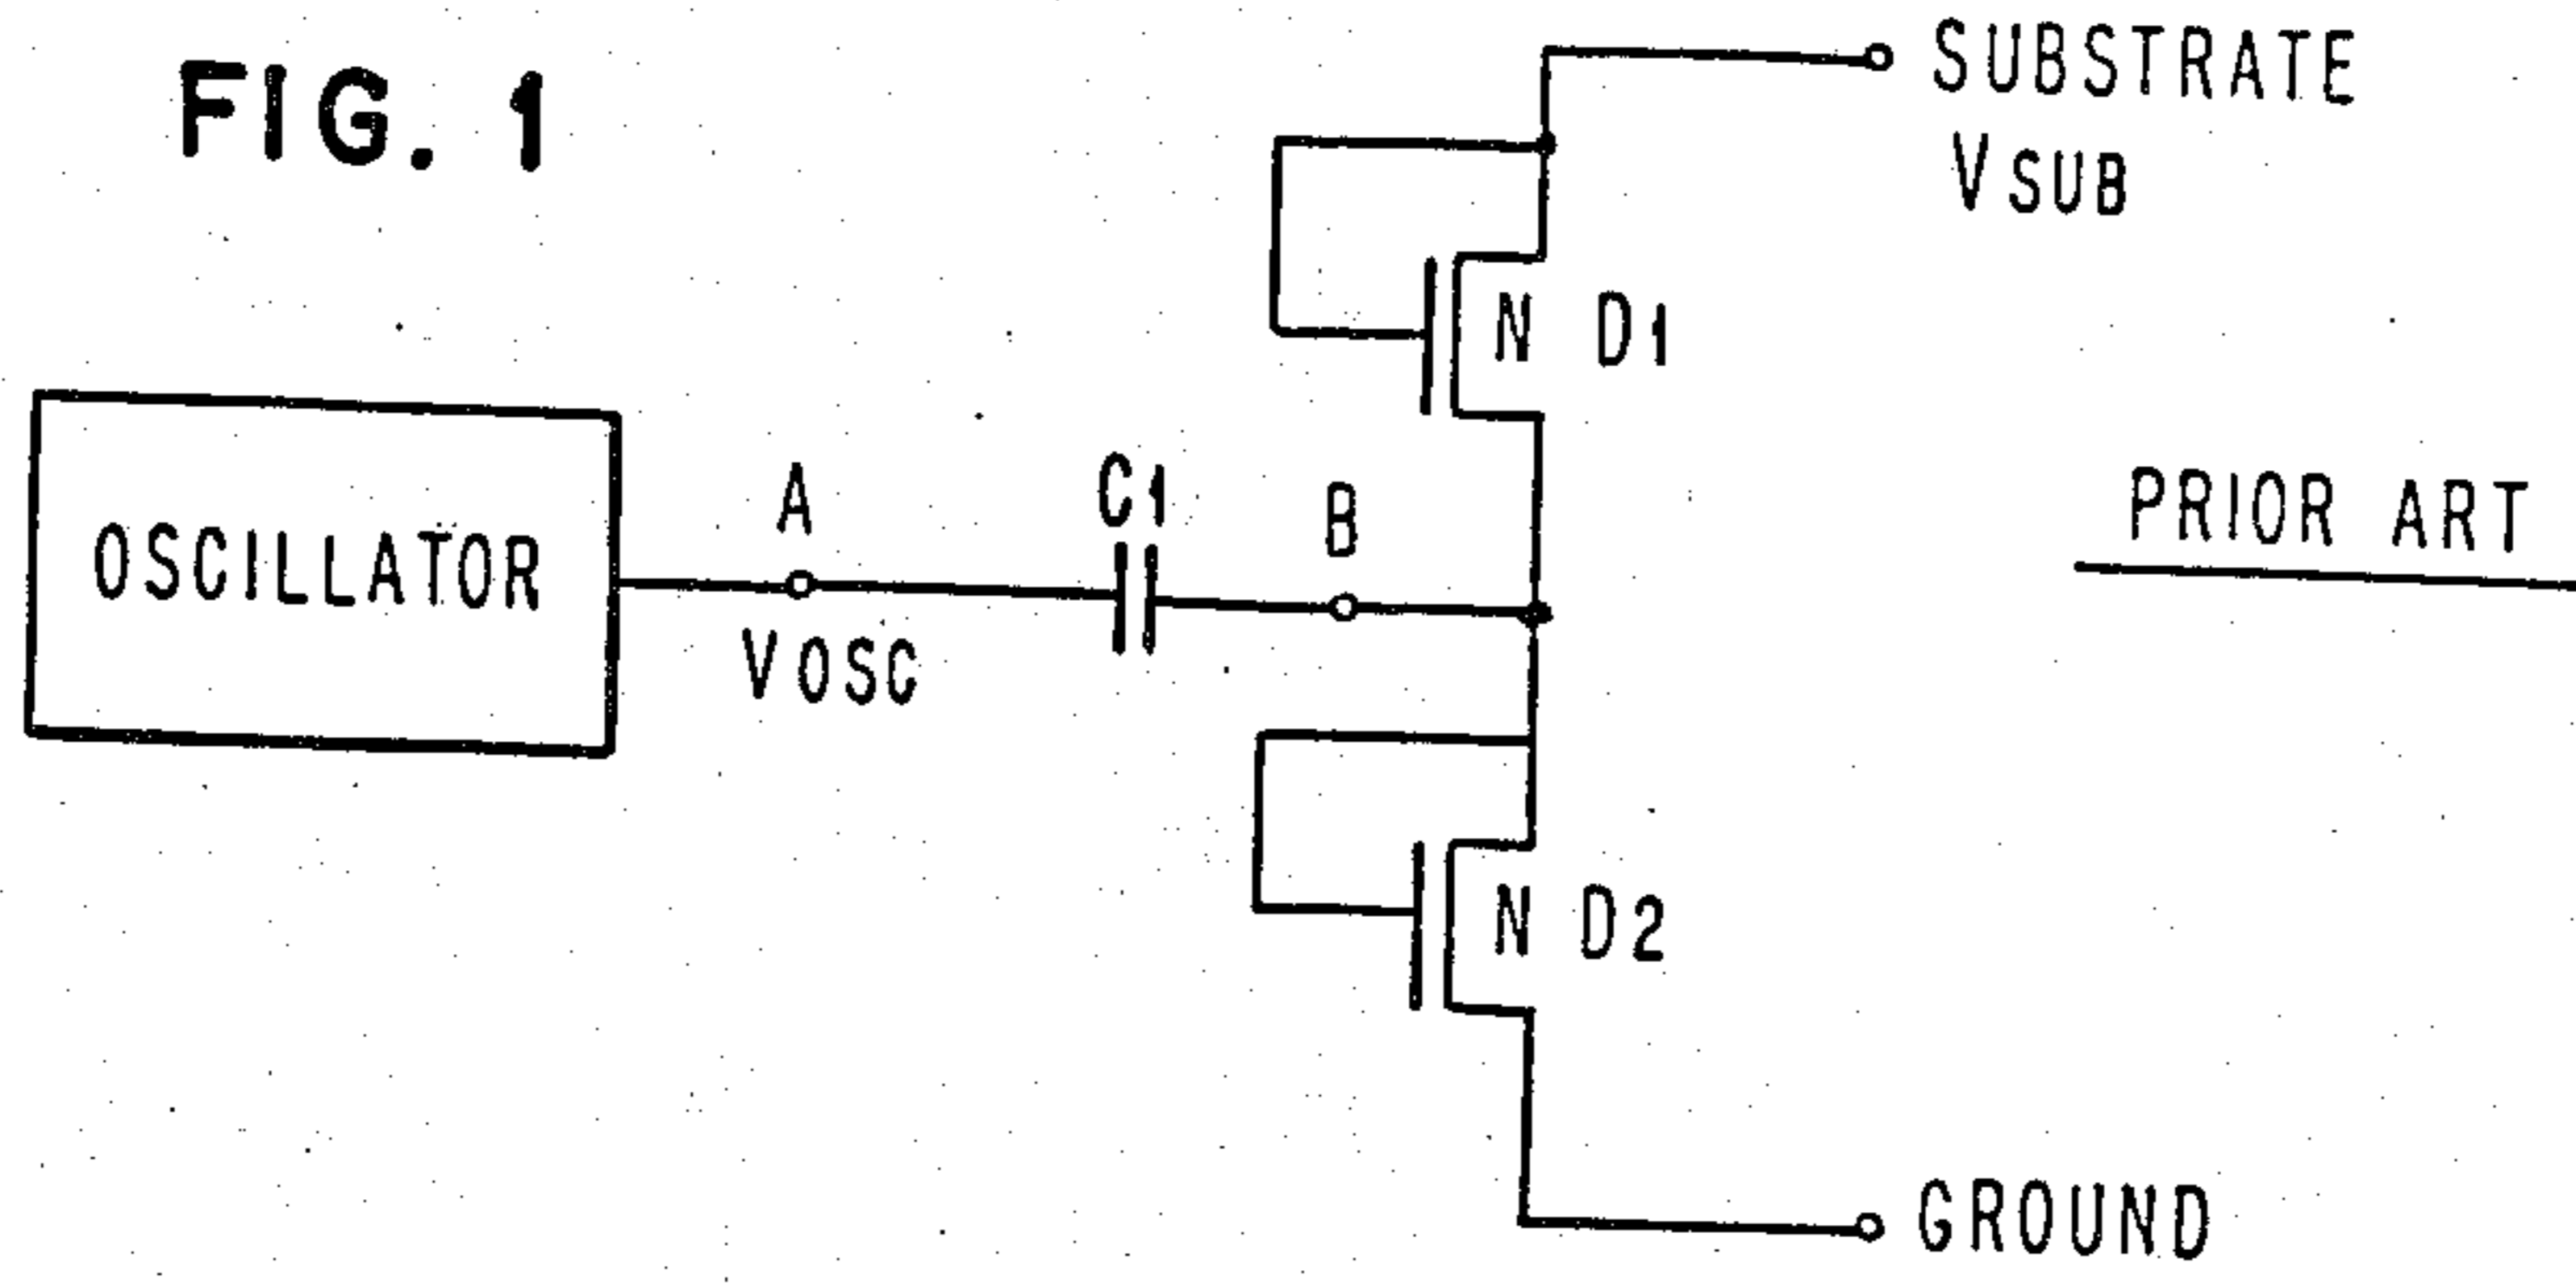 FIG. 1
SUBSTRATE
VSUB
N D1
OSCILLATOR
A
C1
B
PRIOR ART
VOSC
N D2
GROUND